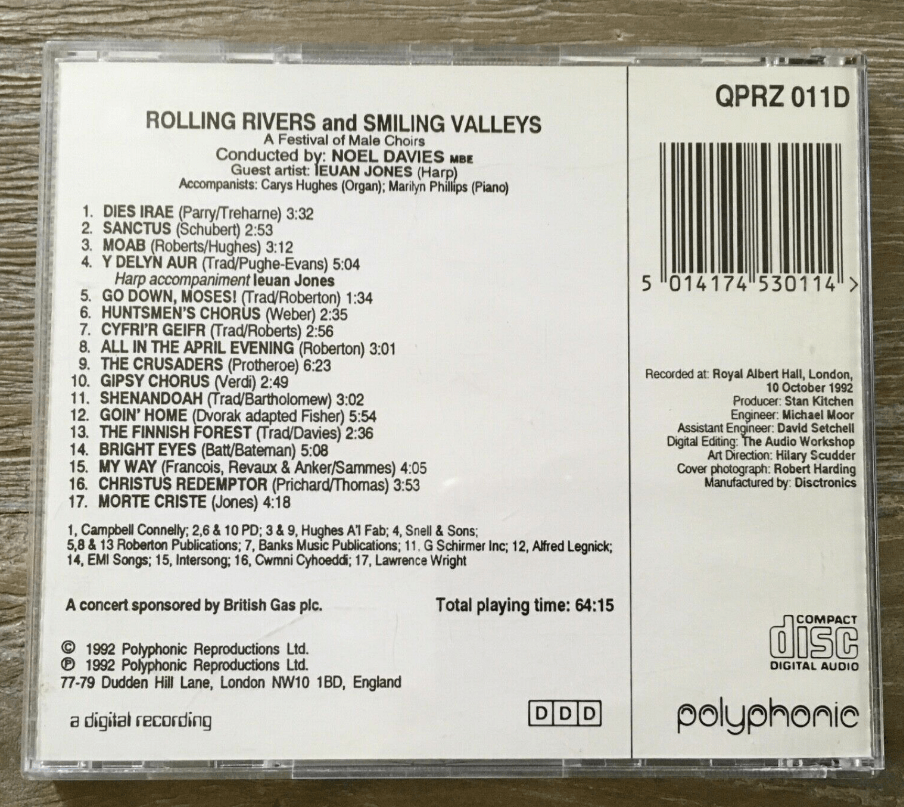 ROLLING RIVERS and SMILING VALLEYS
A Festival of Male Choirs
Conducted by: NOEL DAVIES MBE
Guest artist: IEUAN JONES (Harp)
Accompanists: Carys Hughes (Organ); Marilyn Phillips (Piano)
1. DIES IRAE (Parry/Treharne) 3:32
2. SANCTUS (Schubert) 2:53
3. MOAB (Roberts/Hughes) 3:12
4. Y DELYN AUR (Trad/Pughe-Evans) 5:04
Harp accompaniment Ieuan Jones
5. GO DOWN, MOSES! (Trad/Roberton) 1:34
6. HUNTSMEN'S CHORUS (Weber) 2:35
7. CYFRI'R GEIFR (Trad/Roberts) 2:56
8. ALL IN THE APRIL EVENING (Roberton) 3:01
9. THE CRUSADERS (Protheroe) 6:23
10. GIPSY CHORUS (Verdi) 2:49
11. SHENANDOAH (Trad/Bartholomew) 3:02
12. GOIN' HOME (Dvorak adapted Fisher) 5:54
13. THE FINNISH FOREST (Trad/Davies) 2:36
14. BRIGHT EYES (Batt/Bateman) 5:08
15. MY WAY (Francois, Revaux & Anker/Sammes) 4:05
16. CHRISTUS REDEMPTOR (Prichard/Thomas) 3:53
17. MORTE CRISTE (Jones) 4:18
1, Campbell Connelly; 2,6 & 10 PD; 3 & 9, Hughes A'l Fab; 4, Snell & Sons;
5,8 & 13 Roberton Publications; 7, Banks Music Publications; 11. G Schirmer Inc; 12, Alfred Legnick;
14, EMI Songs; 15, Intersong; 16, Cwmni Cyhoeddi; 17, Lawrence Wright
A concert sponsored by British Gas plc.
Total playing time: 64:15
© 1992 Polyphonic Reproductions Ltd.
℗ 1992 Polyphonic Reproductions Ltd.
77-79 Dudden Hill Lane, London NW10 1BD, England
a digital recording
DDD
QPRZ 011D
5 014174 530114 >
Recorded at: Royal Albert Hall, London,
10 October 1992
Producer: Stan Kitchen
Engineer: Michael Moor
Assistant Engineer: David Setchell
Digital Editing: The Audio Workshop
Art Direction: Hilary Scudder
Cover photograph: Robert Harding
Manufactured by: Disctronics
COMPACT
disc
DIGITAL AUDIO
polyphonic